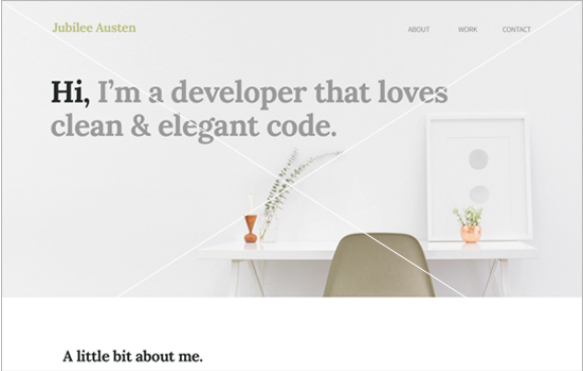 Jubilee Austen
ABOUT WORK CONTACT
Hi, I'm a developer that loves
clean & elegant code.
A little bit about me.